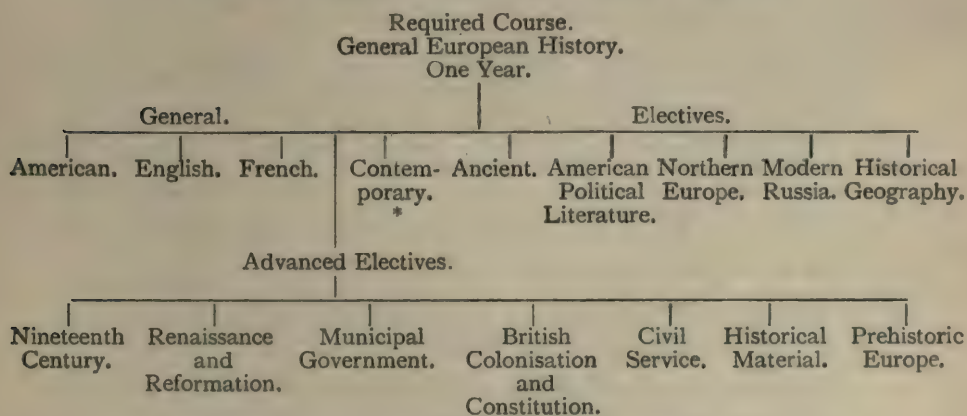 Required Course.
General European History.
One Year.
General. Electives.
American. English. French. Contem- Ancient. American Northern Modern Historical
porary. Political Europe. Russia. Geography.
* Literature.
Advanced Electives.
Nineteenth Renaissance Municipal British Civil Historical Prehistoric
Century. and Government. Colonisation Service. Material. Europe.
Reformation. and
Constitution.